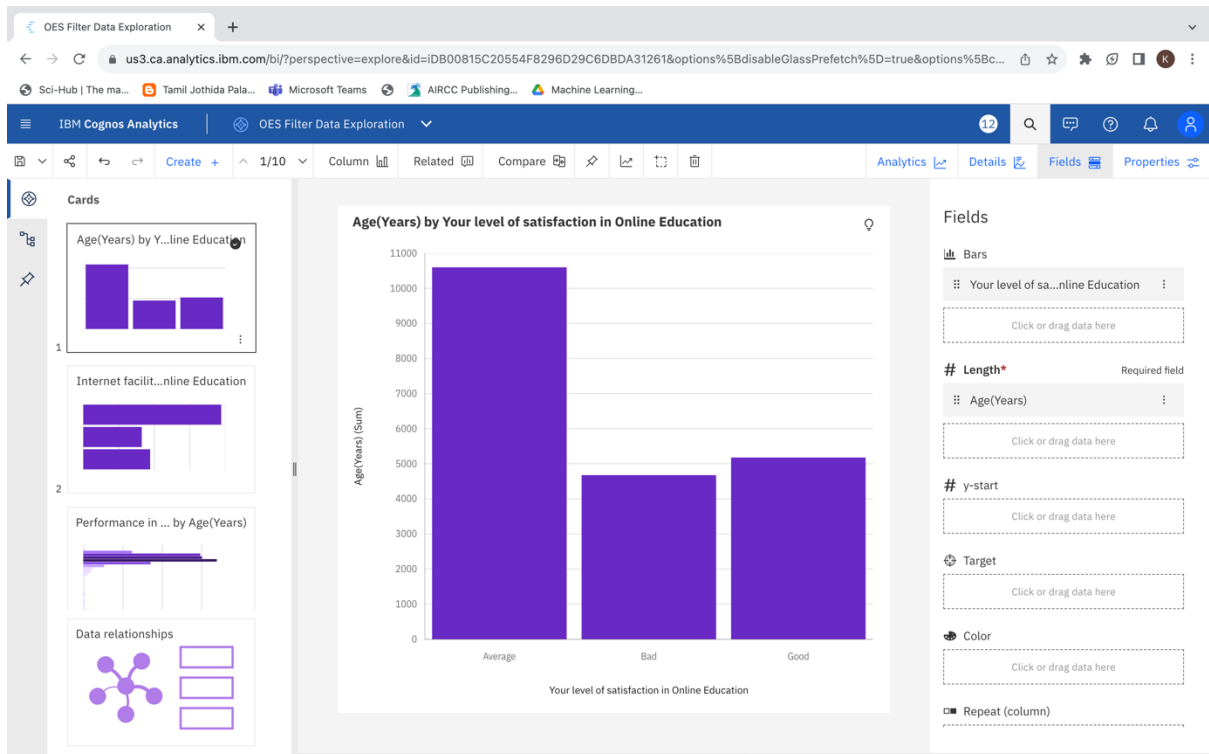 OES Filter Data Exploration
us3.ca.analytics.ibm.com/bi/?perspective=explore&id=iDB00815C20554F8296D29C6DBDA31261&options%5BdisableGlassPrefetch%5D=true&options%5Bc... K
Sci-Hub | The ma... Tamil Jothida Pala... Microsoft Teams AIRCC Publishing... Machine Learning...
IBM Cognos Analytics OES Filter Data Exploration 12
Create + 1/10 Column Related Compare Analytics Details Fields Properties
Cards
Age(Years) by Y...line Education
1
Internet facilit...nline Education
2
Performance in ... by Age(Years)
Data relationships
Age(Years) by Your level of satisfaction in Online Education
Age(Years) (Sum)
11000
10000
9000
8000
7000
6000
5000
4000
3000
2000
1000
0
Average Bad Good
Your level of satisfaction in Online Education
Fields
Bars
Your level of sa...nline Education
Click or drag data here
# Length* Required field
Age(Years)
Click or drag data here
# y-start
Click or drag data here
Target
Click or drag data here
Color
Click or drag data here
Repeat (column)